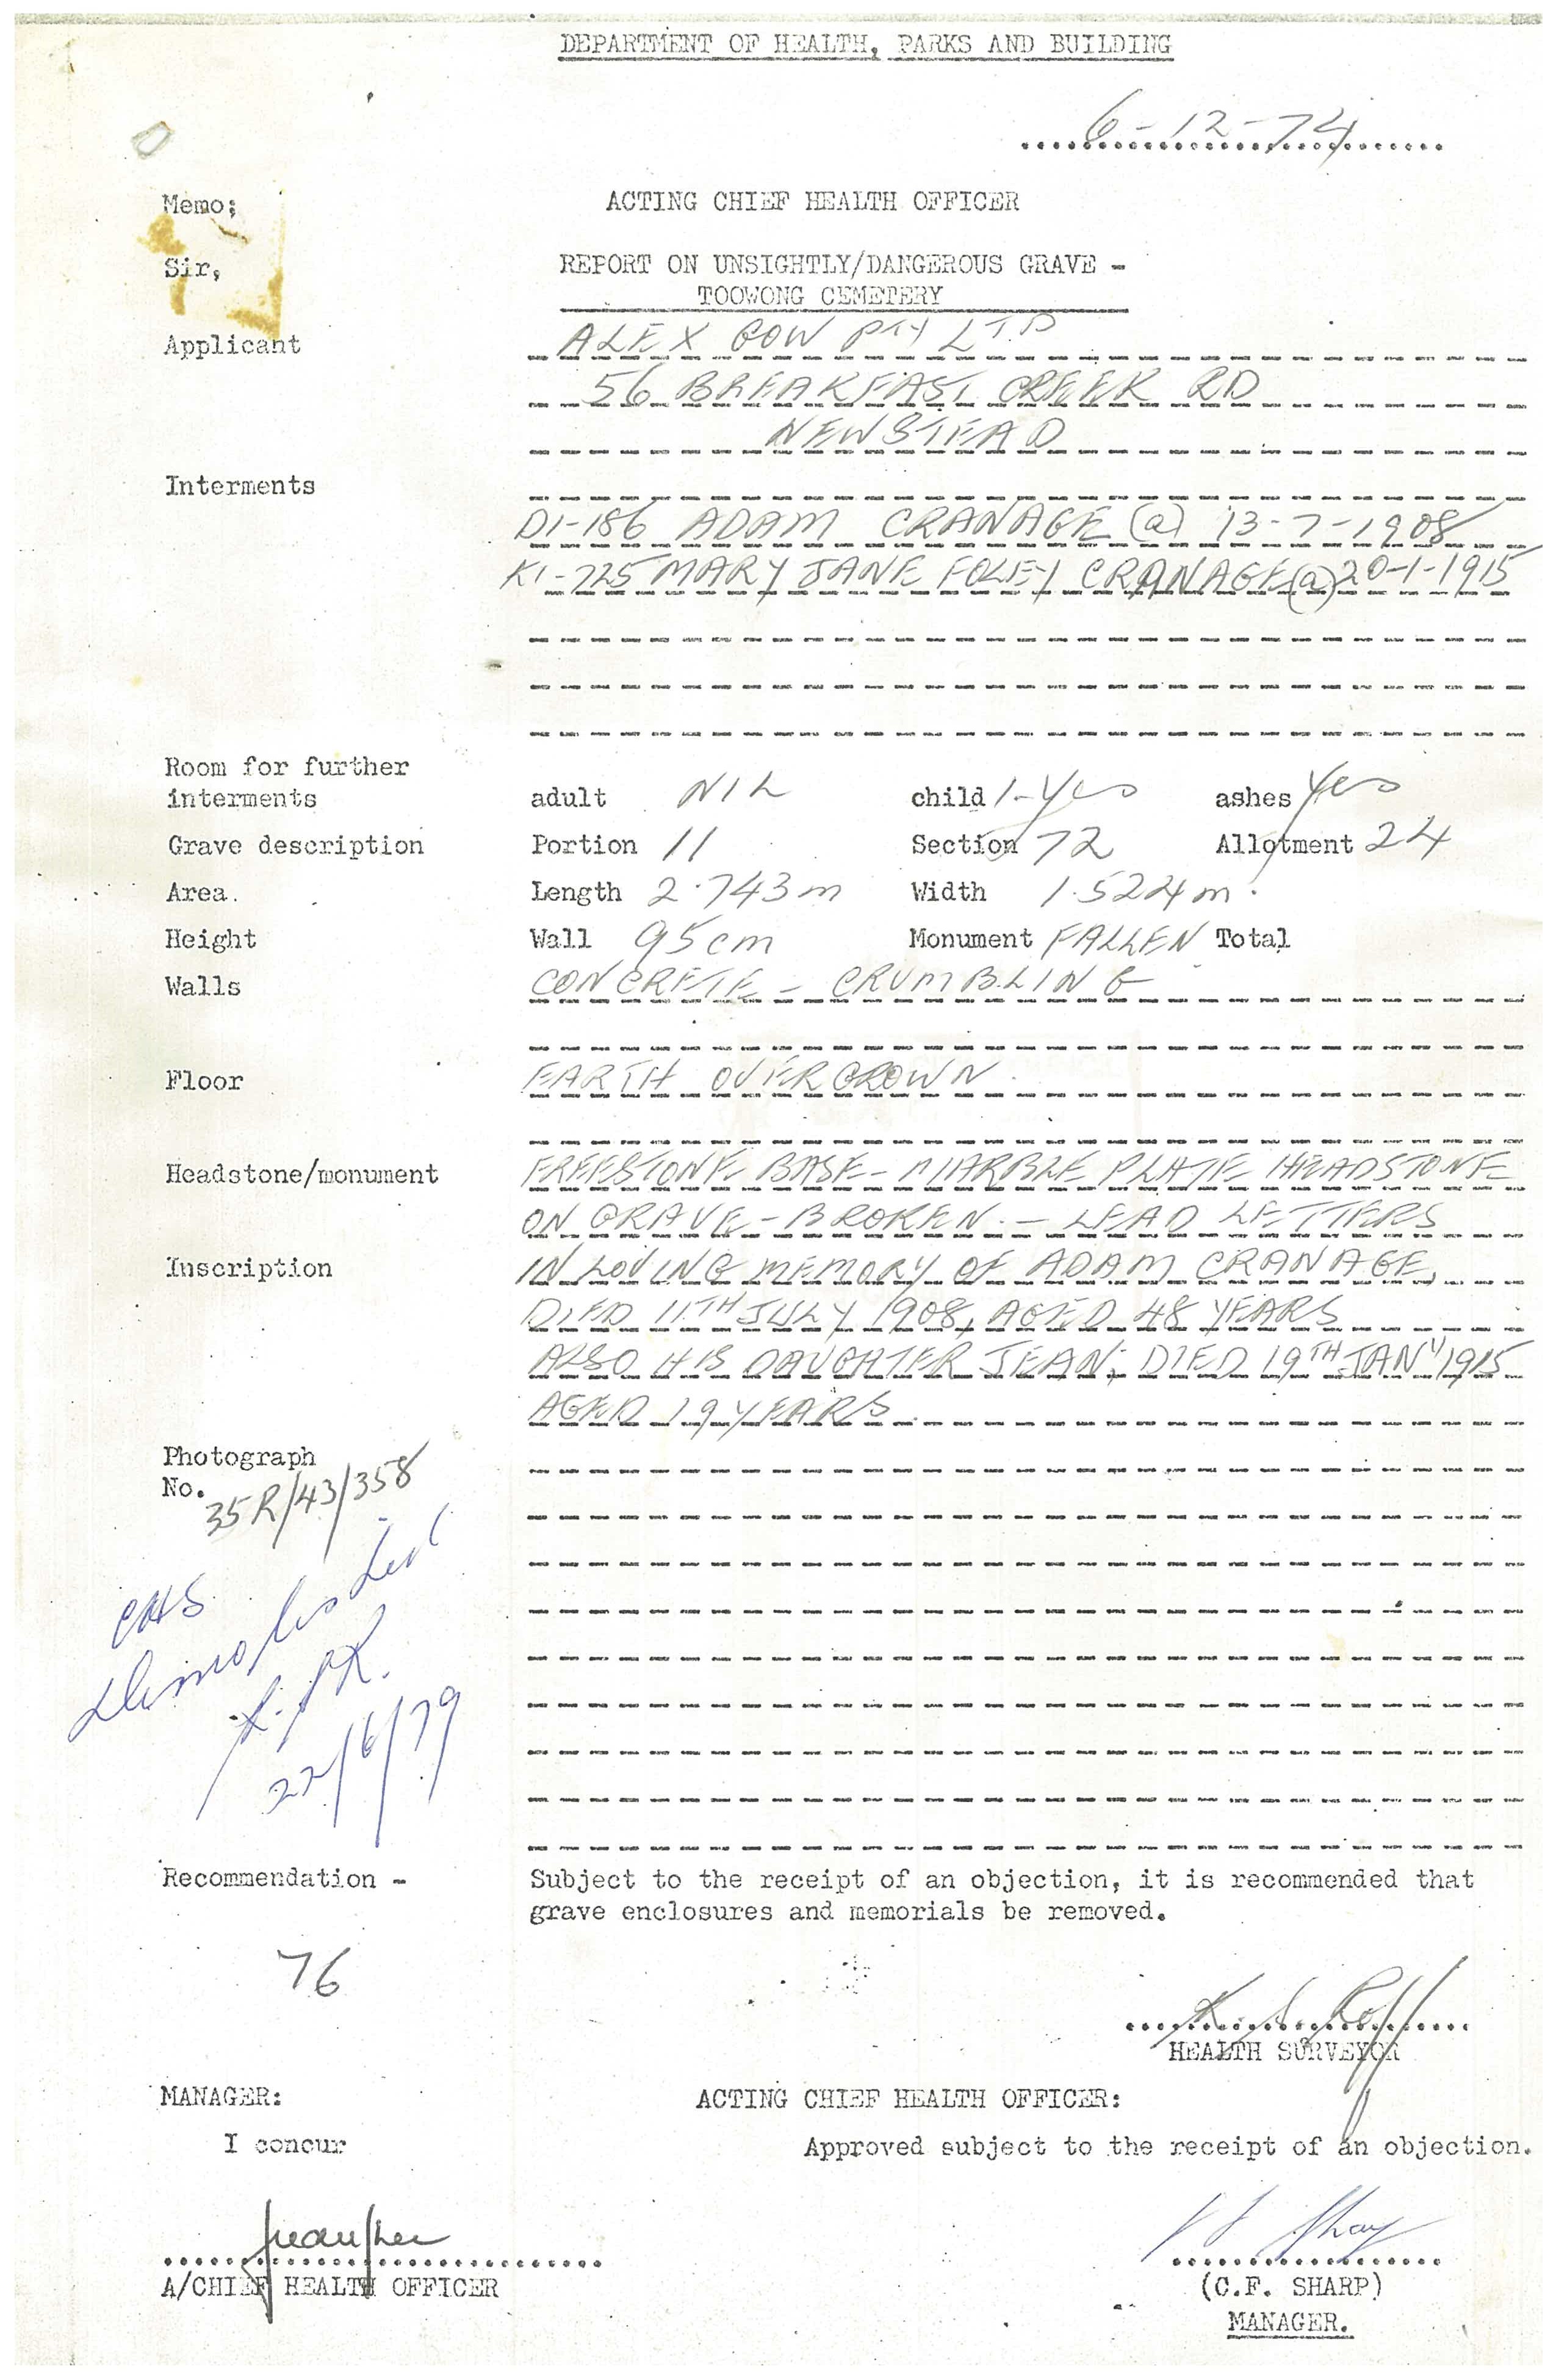 DEPARTMENT OF HEALTH, PARKS AND BUILDING
6-12-74
Memo; ACTING CHIEF HEALTH OFFICER
Sir, REPORT ON UNSIGHTLY/DANGEROUS GRAVE -
TOOWONG CEMETERY
Applicant ALEX GOW PTY LTD
56 BREAKFAST CREEK RD
NEWSTEAD
Interments
D1-186 ADAM CRANAGE (a) 13-7-1908
K1-725 MARY JANE FOLEY CRANAGE (a) 20-1-1915
Room for further
interments adult NIL child 1-Yes ashes Yes
Grave description Portion 11 Section 72 Allotment 24
Area. Length 2.743m Width 1.524m.
Height Wall 95cm Monument FALLEN Total
Walls CONCRETE - CRUMBLING
Floor EARTH OVERGROWN.
Headstone/monument FREESTONE BASE - MARBLE PLATE HEADSTONE
ON GRAVE - BROKEN. - LEAD LETTERS
Inscription IN LOVING MEMORY OF ADAM CRANAGE,
DIED 11TH JULY 1908, AGED 48 YEARS
ALSO HIS DAUGHTER JEAN; DIED 19TH JANY 1915
AGED 19 YEARS.
Photograph
No. 35R/43/358
CHS
Demolished
22/6/79
Recommendation - Subject to the receipt of an objection, it is recommended that
grave enclosures and memorials be removed.
76
HEALTH SURVEYOR
MANAGER: ACTING CHIEF HEALTH OFFICER:
I concur Approved subject to the receipt of an objection.
A/CHIEF HEALTH OFFICER (C.F. SHARP)
MANAGER.